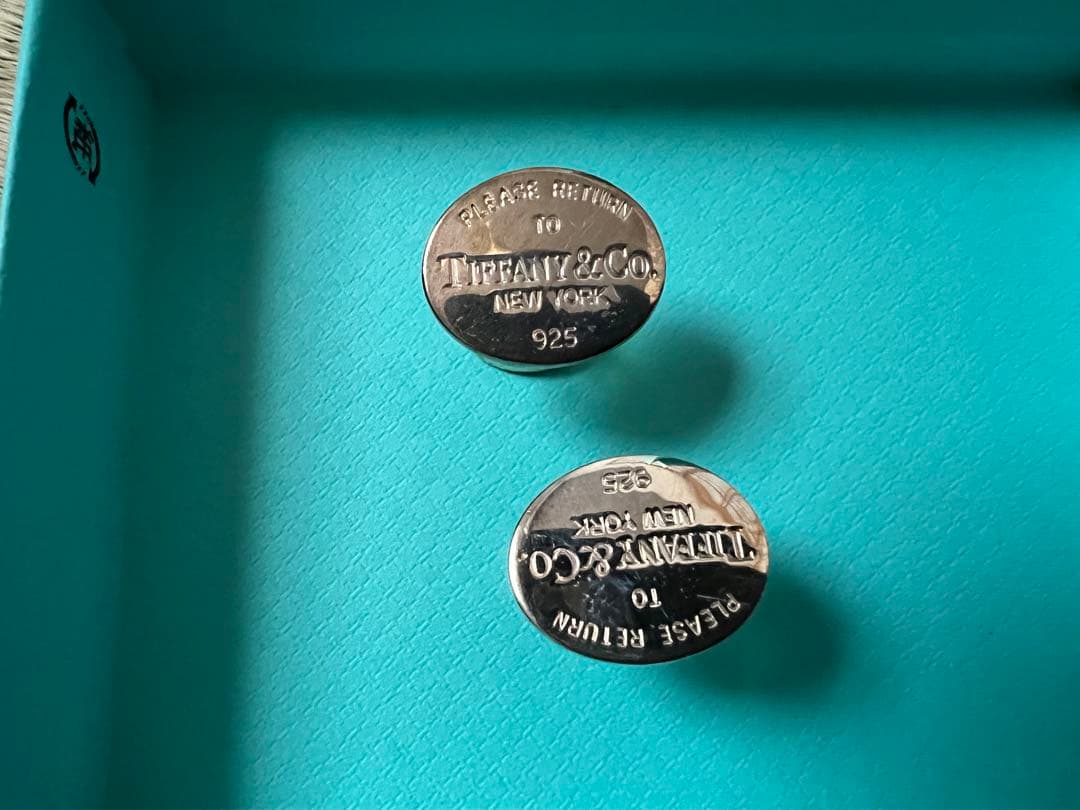 PLEASE RETURN
TO
TIFFANY & CO.
NEW YORK
925
PLEASE RETURN
TO
TIFFANY & CO.
NEW YORK
925